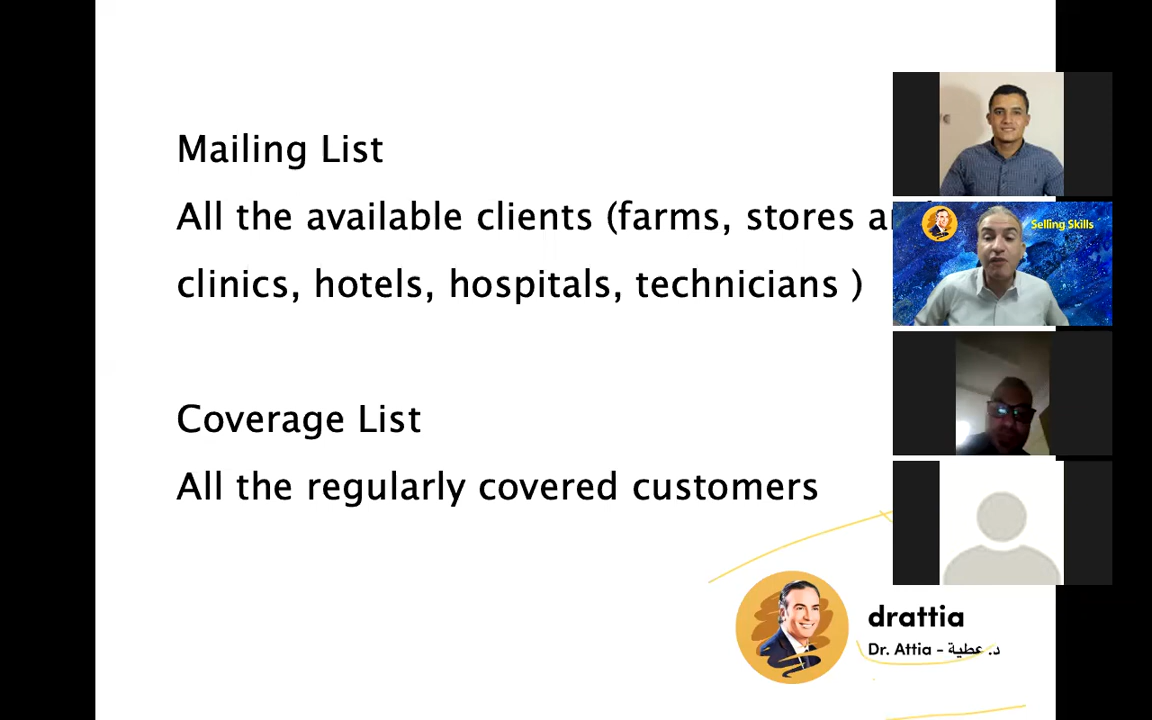 Mailing List
All the available clients (farms, stores
clinics, hotels, hospitals, technicians )
Coverage List
All the regularly covered customers
Selling Skills
drattia
Dr. Attia - د. عطية